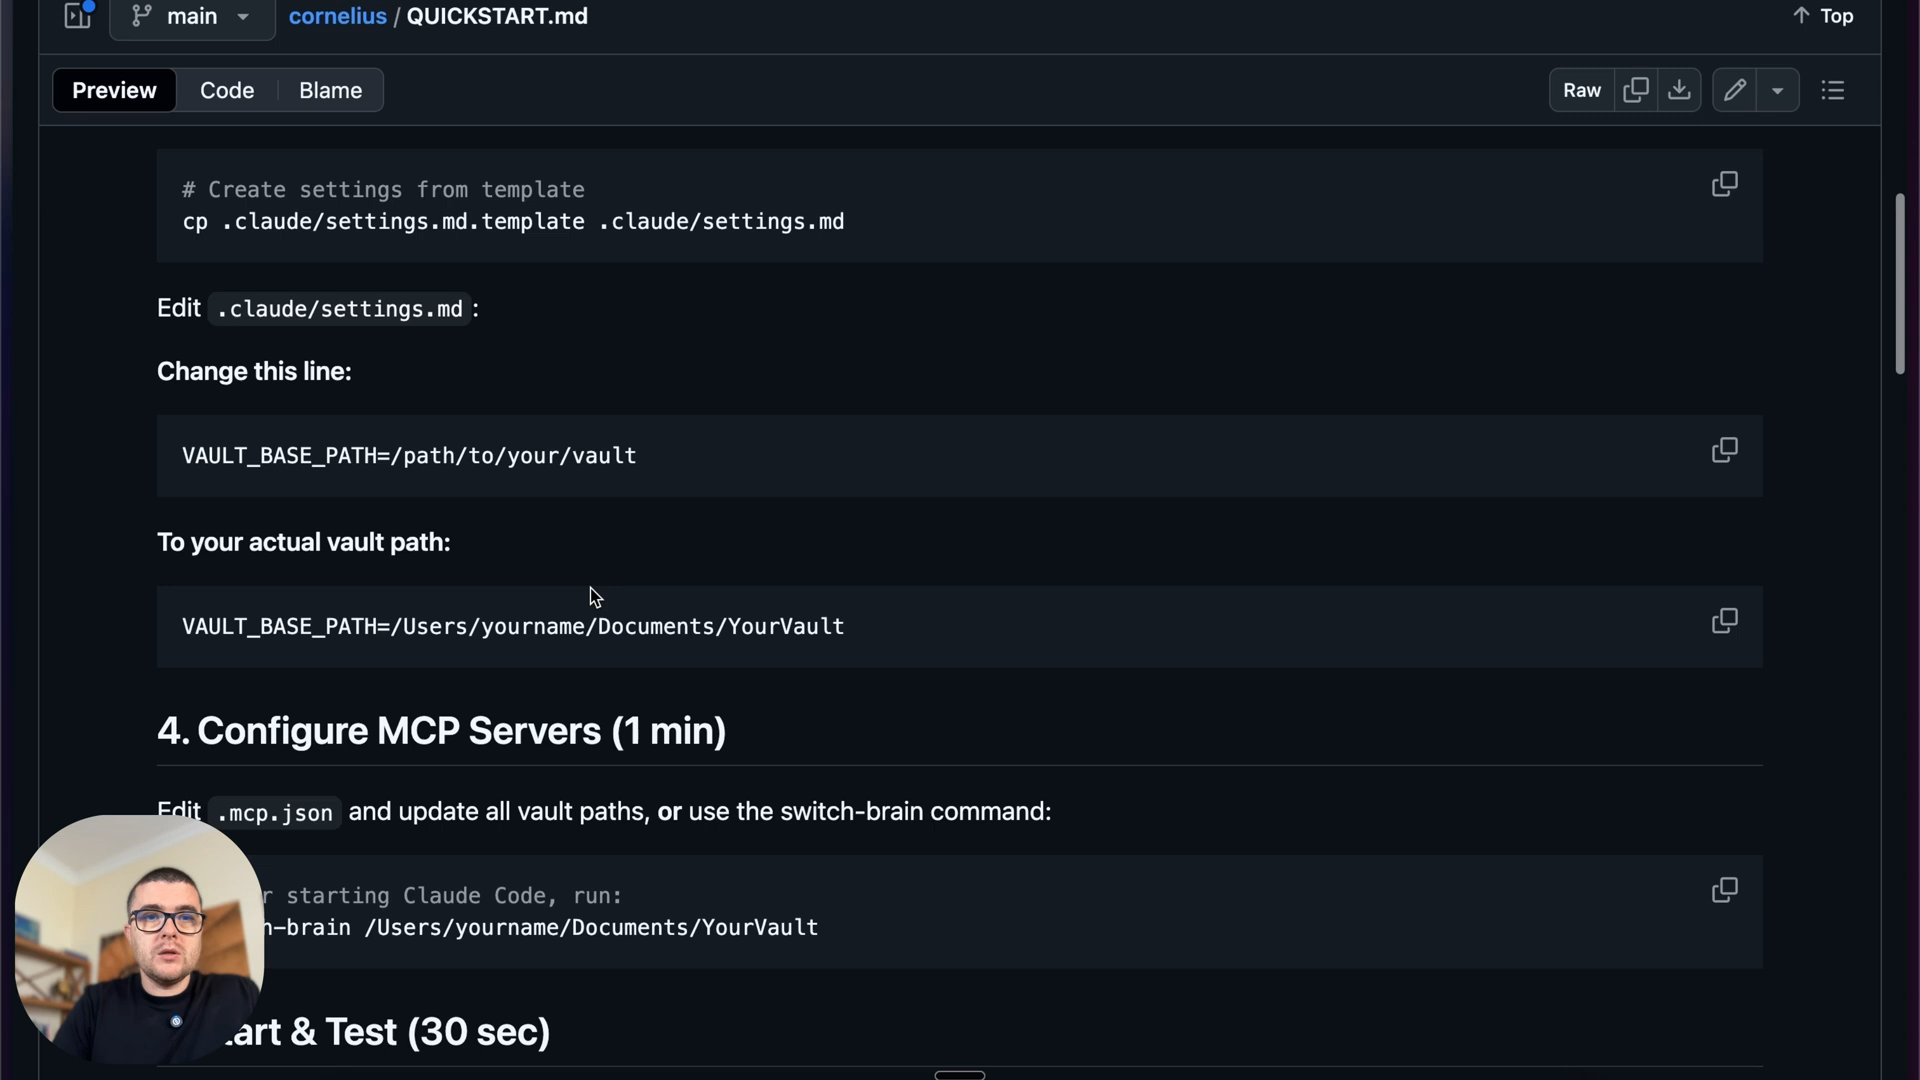 main
cornelius / QUICKSTART.md
Top
Preview
Code
Blame
Raw
# Create settings from template
cp .claude/settings.md.template .claude/settings.md
Edit .claude/settings.md:
Change this line:
VAULT_BASE_PATH=/path/to/your/vault
To your actual vault path:
VAULT_BASE_PATH=/Users/yourname/Documents/YourVault
4. Configure MCP Servers (1 min)
Edit .mcp.json and update all vault paths, or use the switch-brain command:
r starting Claude Code, run:
h-brain /Users/yourname/Documents/YourVault
tart & Test (30 sec)